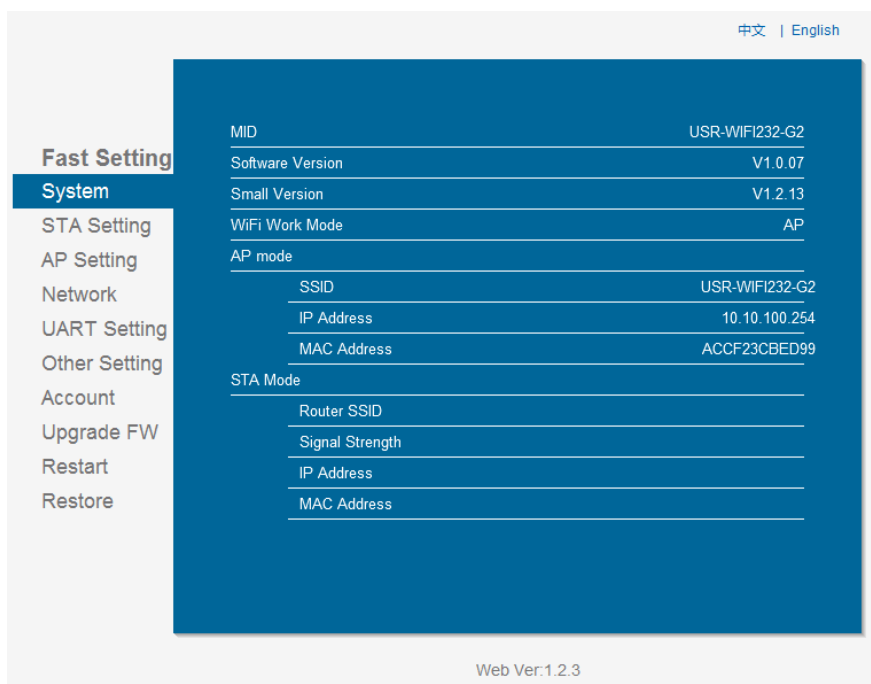 中文 | English
Fast Setting
System
STA Setting
AP Setting
Network
UART Setting
Other Setting
Account
Upgrade FW
Restart
Restore
MID USR-WIFI232-G2
Software Version V1.0.07
Small Version V1.2.13
WiFi Work Mode AP
AP mode
SSID USR-WIFI232-G2
IP Address 10.10.100.254
MAC Address ACCF23CBED99
STA Mode
Router SSID
Signal Strength
IP Address
MAC Address
Web Ver:1.2.3